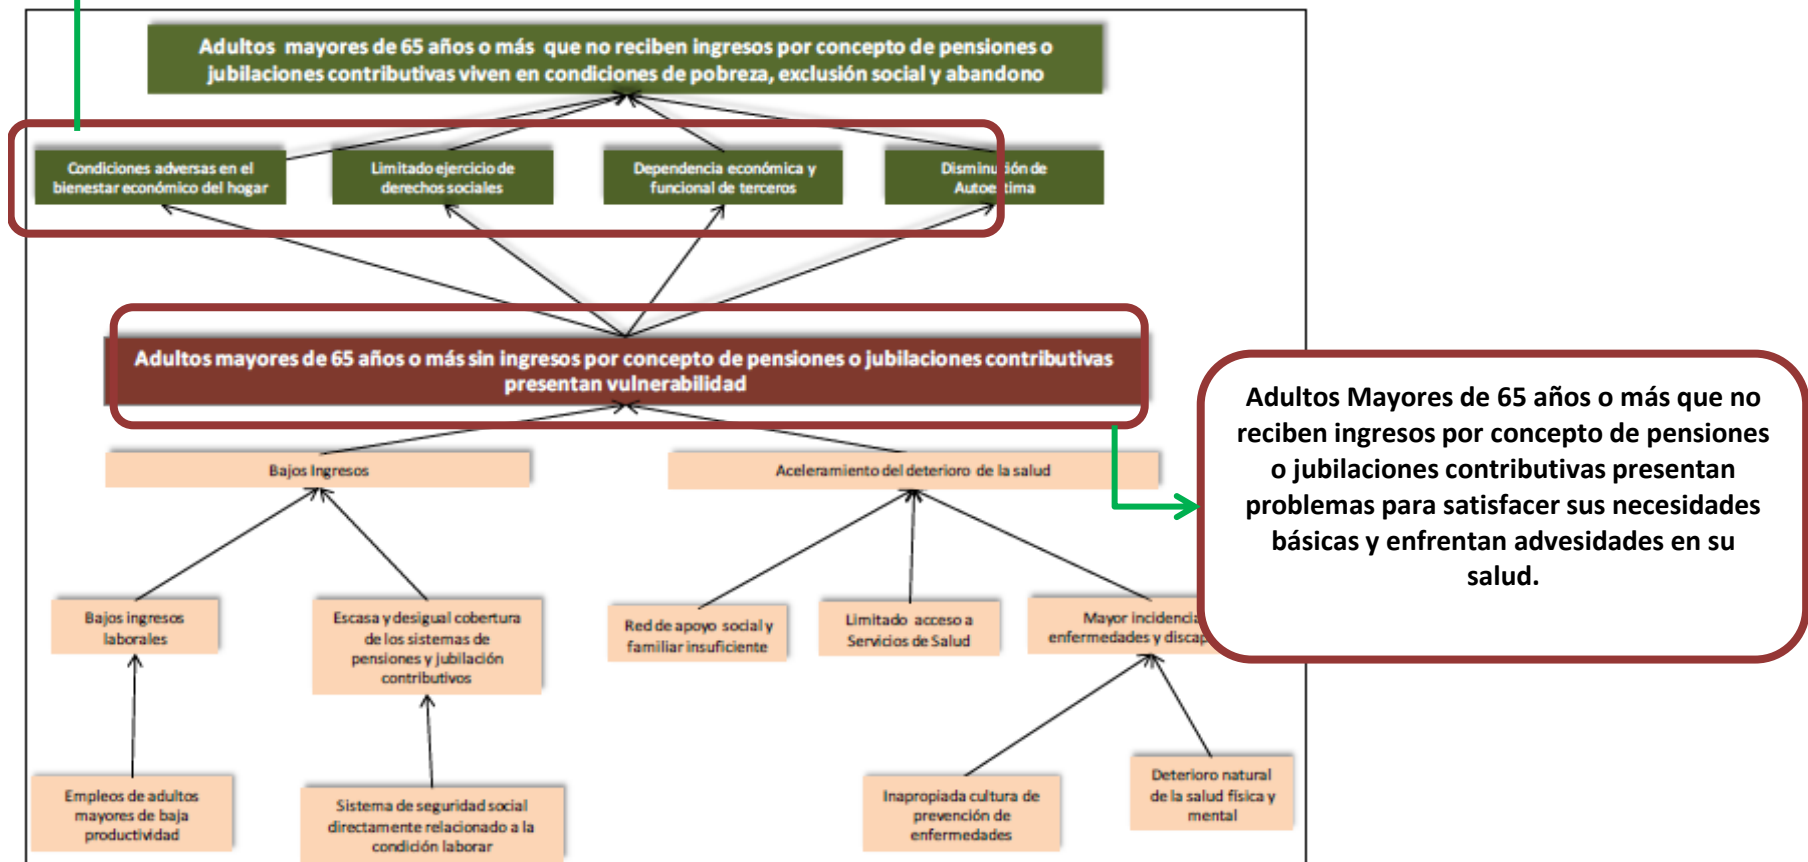 Adultos mayores de 65 años o más que no reciben ingresos por concepto de pensiones o
jubilaciones contributivas viven en condiciones de pobreza, exclusión social y abandono
Condiciones adversas en el
bienestar económico del hogar
Limitado ejercicio de
derechos sociales
Dependencia económica y
funcional de terceros
Disminución de
Autoestima
Adultos mayores de 65 años o más sin ingresos por concepto de pensiones o jubilaciones contributivas
presentan vulnerabilidad
Adultos Mayores de 65 años o más que no
reciben ingresos por concepto de pensiones
o jubilaciones contributivas presentan
problemas para satisfacer sus necesidades
básicas y enfrentan advesidades en su
salud.
Bajos Ingresos
Aceleramiento del deterioro de la salud
Bajos ingresos
laborales
Escasa y desigual cobertura
de los sistemas de
pensiones y jubilación
contributivos
Red de apoyo social y
familiar insuficiente
Limitado acceso a
Servicios de Salud
Mayor incidencia
enfermedades y discap
Empleos de adultos
mayores de baja
productividad
Sistema de seguridad social
directamente relacionado a la
condición laborar
Inapropiada cultura de
prevención de
enfermedades
Deterioro natural
de la salud física y
mental